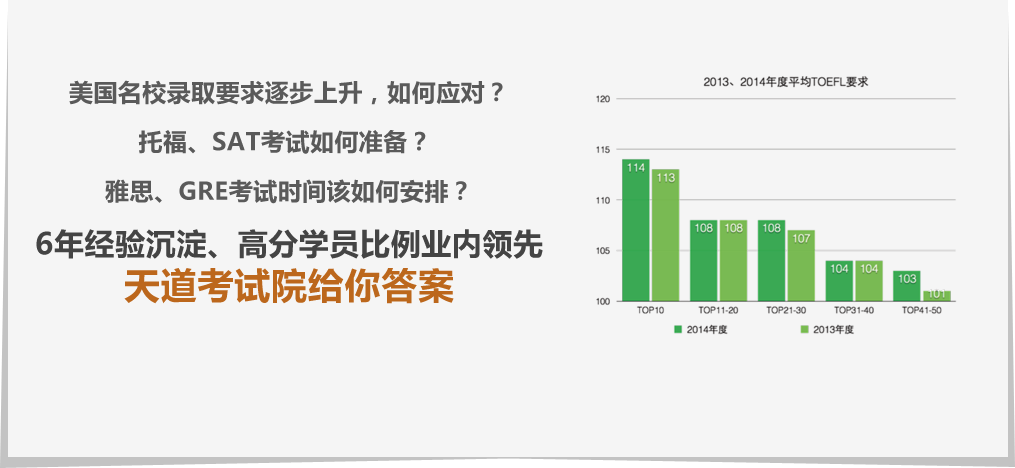 美国名校录取要求逐步上升，如何应对？
托福、SAT考试如何准备？
雅思、GRE考试时间该如何安排？
6年经验沉淀、高分学员比例业内领先
天道考试院给你答案
2013、2014年度平均TOEFL要求
120
115
110
105
100
114
113
108
108
108
107
104
104
103
101
TOP10
TOP11-20
TOP21-30
TOP31-40
TOP41-50
2014年度
2013年度